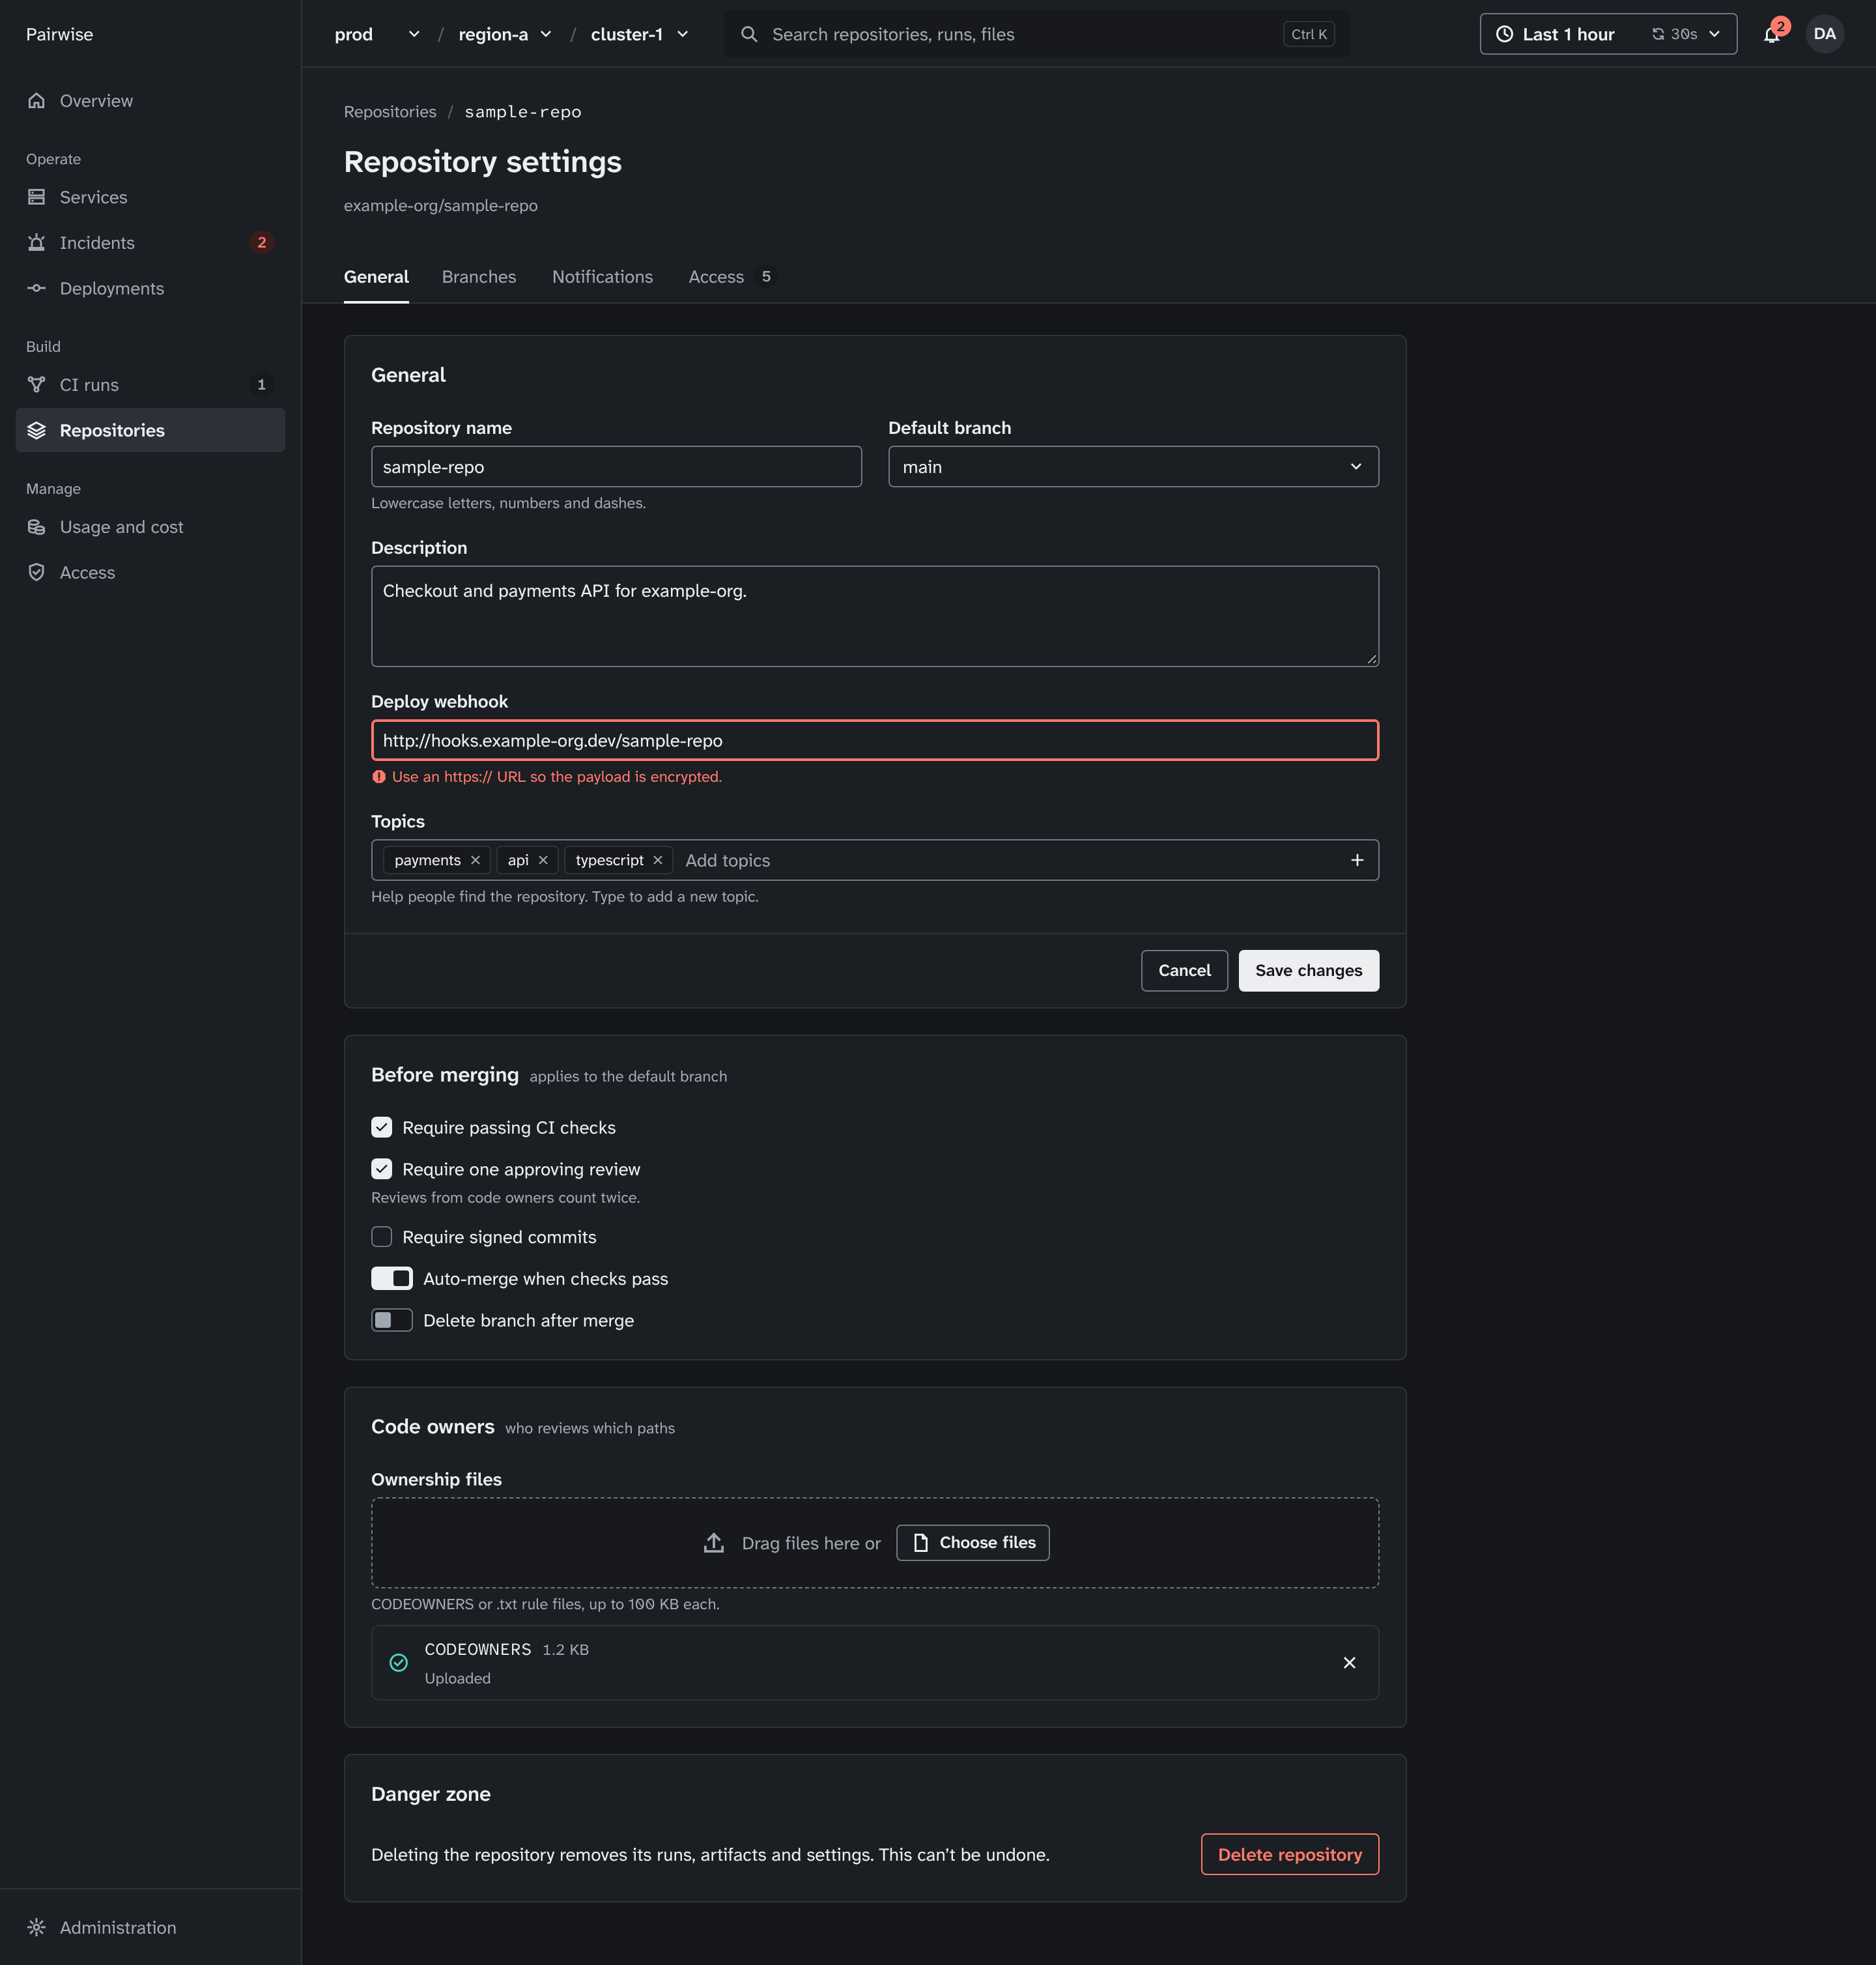 Pairwise
prod / region-a / cluster-1
Search repositories, runs, files
Ctrl K
Last 1 hour
30s
2
DA
Overview
Operate
Services
Incidents 2
Deployments
Build
CI runs 1
Repositories
Manage
Usage and cost
Access
Administration
Repositories / sample-repo
Repository settings
example-org/sample-repo
General Branches Notifications Access 5
General
Repository name
sample-repo
Lowercase letters, numbers and dashes.
Default branch
main
Description
Checkout and payments API for example-org.
Deploy webhook
http://hooks.example-org.dev/sample-repo
Use an https:// URL so the payload is encrypted.
Topics
payments api typescript Add topics
Help people find the repository. Type to add a new topic.
Cancel Save changes
Before merging applies to the default branch
Require passing CI checks
Require one approving review
Reviews from code owners count twice.
Require signed commits
Auto-merge when checks pass
Delete branch after merge
Code owners who reviews which paths
Ownership files
Drag files here or Choose files
CODEOWNERS or .txt rule files, up to 100 KB each.
CODEOWNERS 1.2 KB
Uploaded
Danger zone
Deleting the repository removes its runs, artifacts and settings. This can’t be undone.
Delete repository